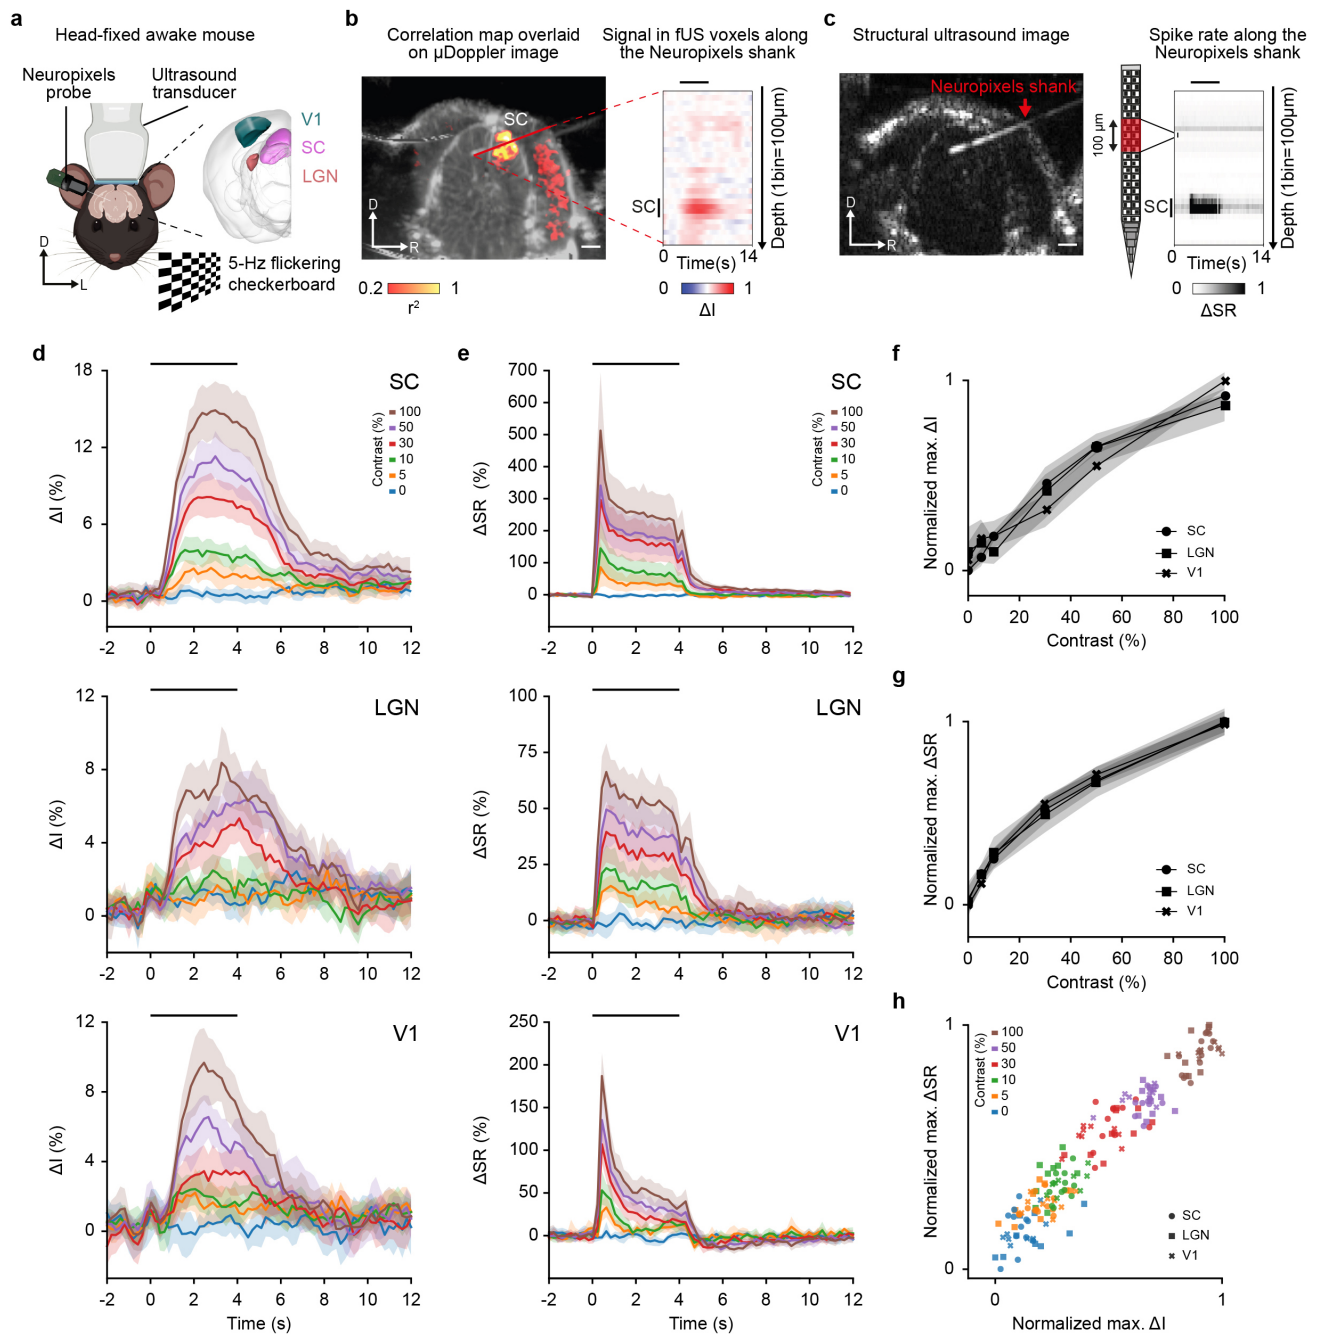 a
Head-fixed awake mouse
Neuropixels
probe
Ultrasound
transducer
V1
SC
LGN
D
L
5-Hz flickering
checkerboard
b
Correlation map overlaid
on µDoppler image
Signal in fUS voxels along
the Neuropixels shank
SC
D
R
0.2
1
r²
SC
0
14
Time(s)
Depth (1bin=100µm)
0
1
ΔI
c
Structural ultrasound image
Spike rate along the
Neuropixels shank
Neuropixels shank
D
R
100 µm
SC
0
14
Time(s)
Depth (1bin=100µm)
0
1
ΔSR
d
18
12
6
0
ΔI (%)
SC
Contrast (%)
100
50
30
10
5
0
-2 0 2 4 6 8 10 12
12
8
4
0
ΔI (%)
LGN
-2 0 2 4 6 8 10 12
12
8
4
0
ΔI (%)
V1
-2 0 2 4 6 8 10 12
Time (s)
e
700
600
500
400
300
200
100
0
ΔSR (%)
SC
Contrast (%)
100
50
30
10
5
0
-2 0 2 4 6 8 10 12
100
75
50
25
0
ΔSR (%)
LGN
-2 0 2 4 6 8 10 12
250
200
150
100
50
0
ΔSR (%)
V1
-2 0 2 4 6 8 10 12
Time (s)
f
1
0
Normalized max. ΔI
SC
LGN
V1
0 20 40 60 80 100
Contrast (%)
g
1
0
Normalized max. ΔSR
SC
LGN
V1
0 20 40 60 80 100
Contrast (%)
h
1
0
Normalized max. ΔSR
Contrast (%)
100
50
30
10
5
0
SC
LGN
V1
0 1
Normalized max. ΔI